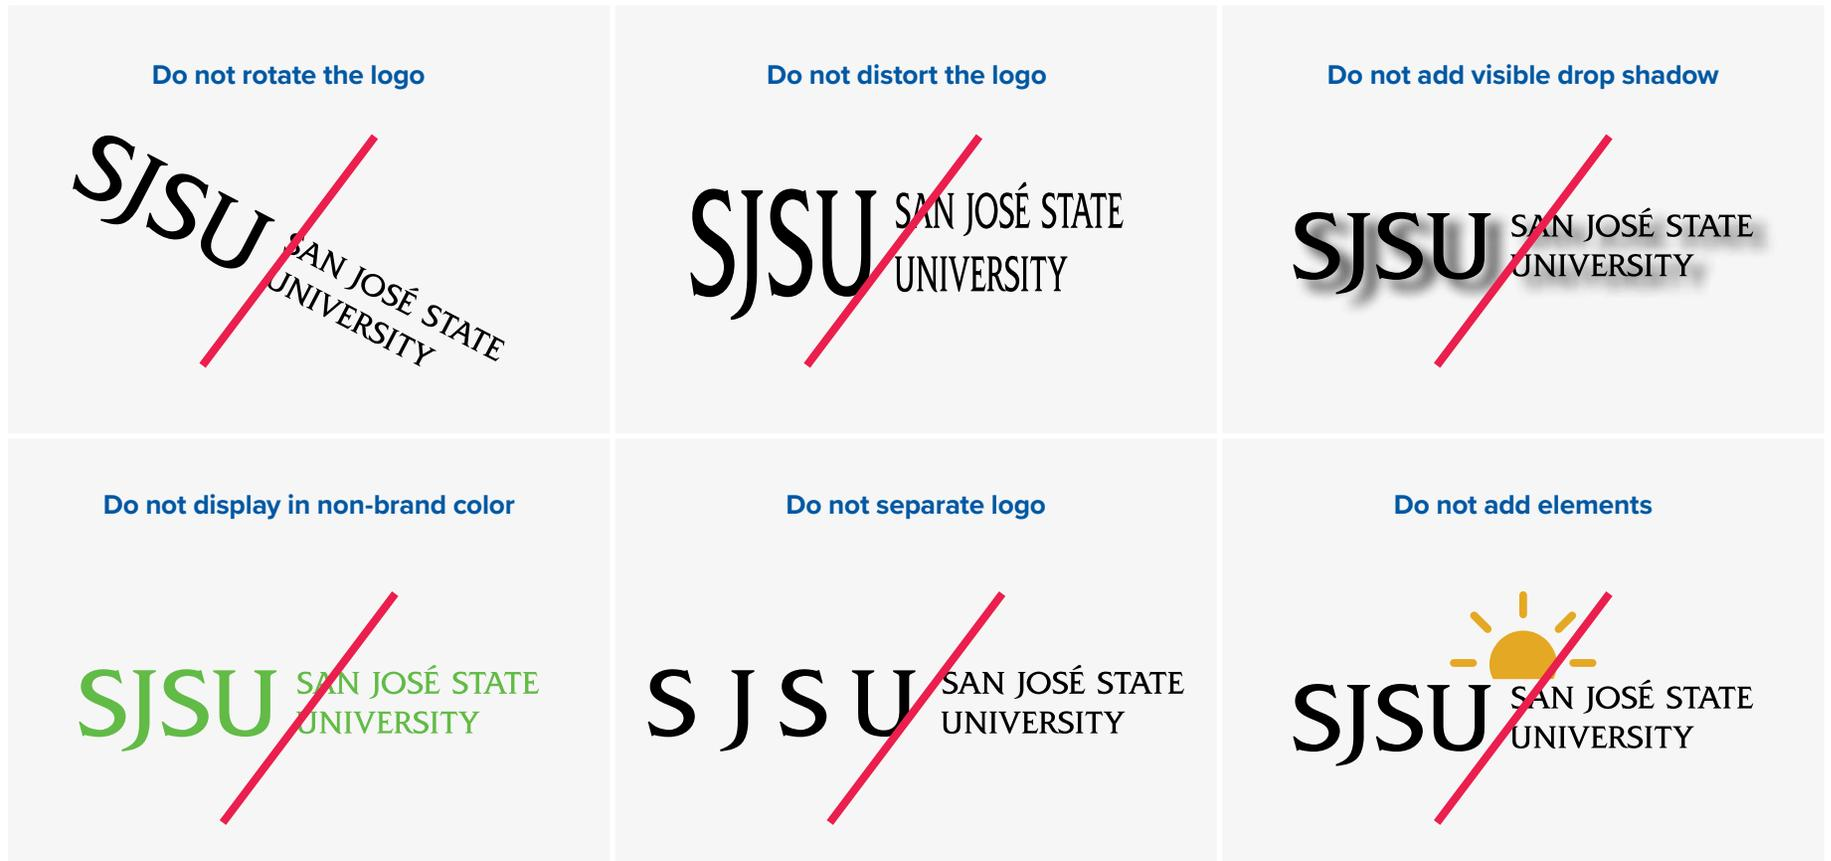 Do not rotate the logo
SJSU
SAN JOSÉ STATE
UNIVERSITY
Do not distort the logo
SJSU
SAN JOSÉ STATE
UNIVERSITY
Do not add visible drop shadow
SJSU
SAN JOSÉ STATE
UNIVERSITY
Do not display in non-brand color
SJSU
SAN JOSÉ STATE
UNIVERSITY
Do not separate logo
S J S U
SAN JOSÉ STATE
UNIVERSITY
Do not add elements
SJSU
SAN JOSÉ STATE
UNIVERSITY